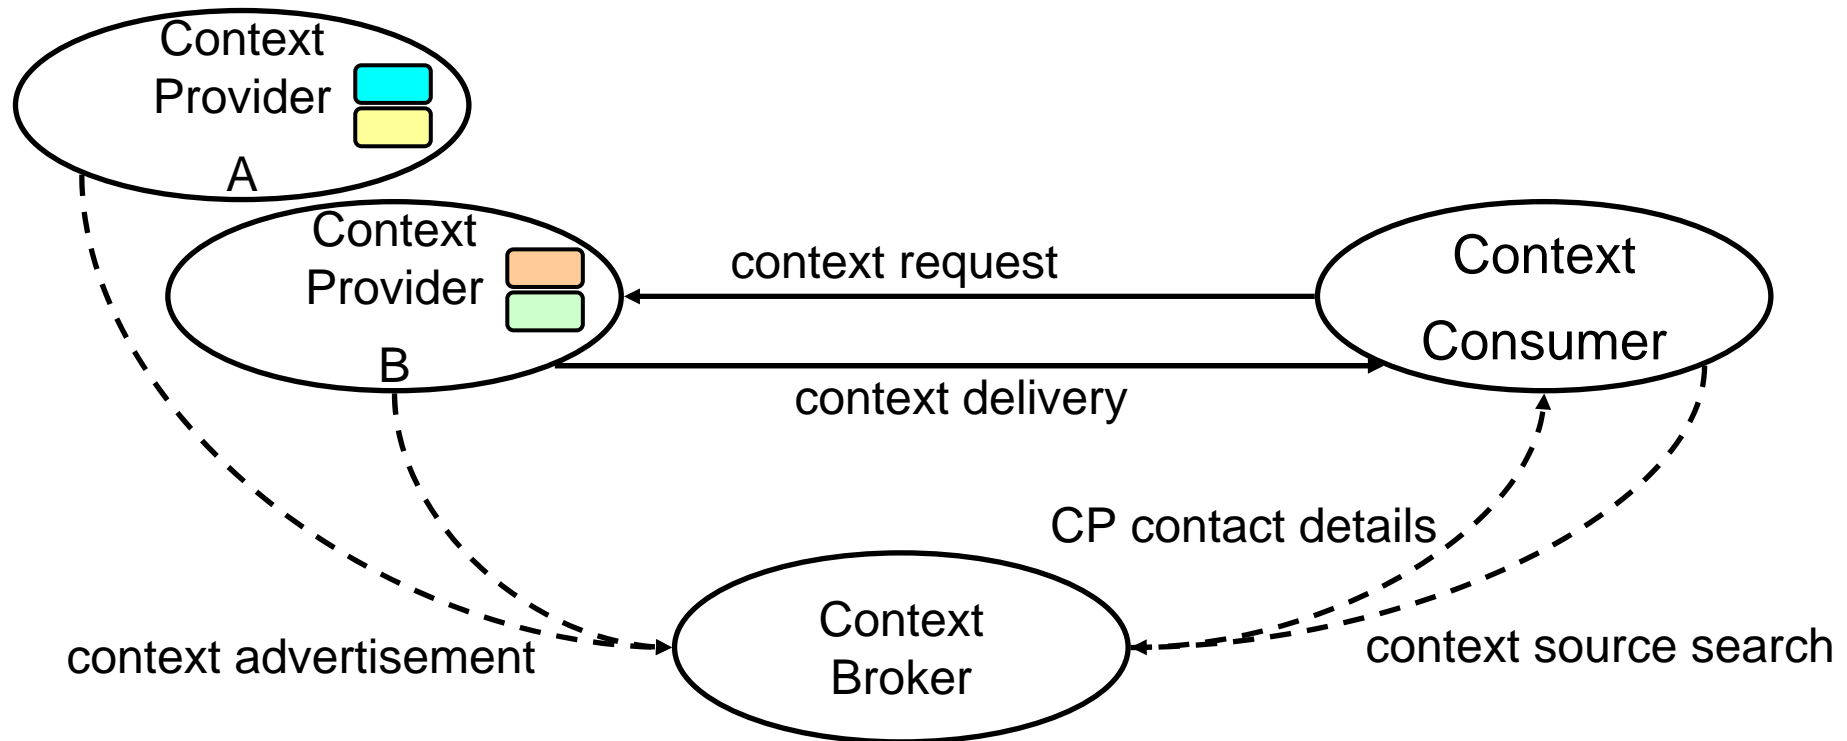 Context
Provider
A
Context
Provider
B
context request
Context
Consumer
context delivery
CP contact details
context advertisement
Context
Broker
context source search